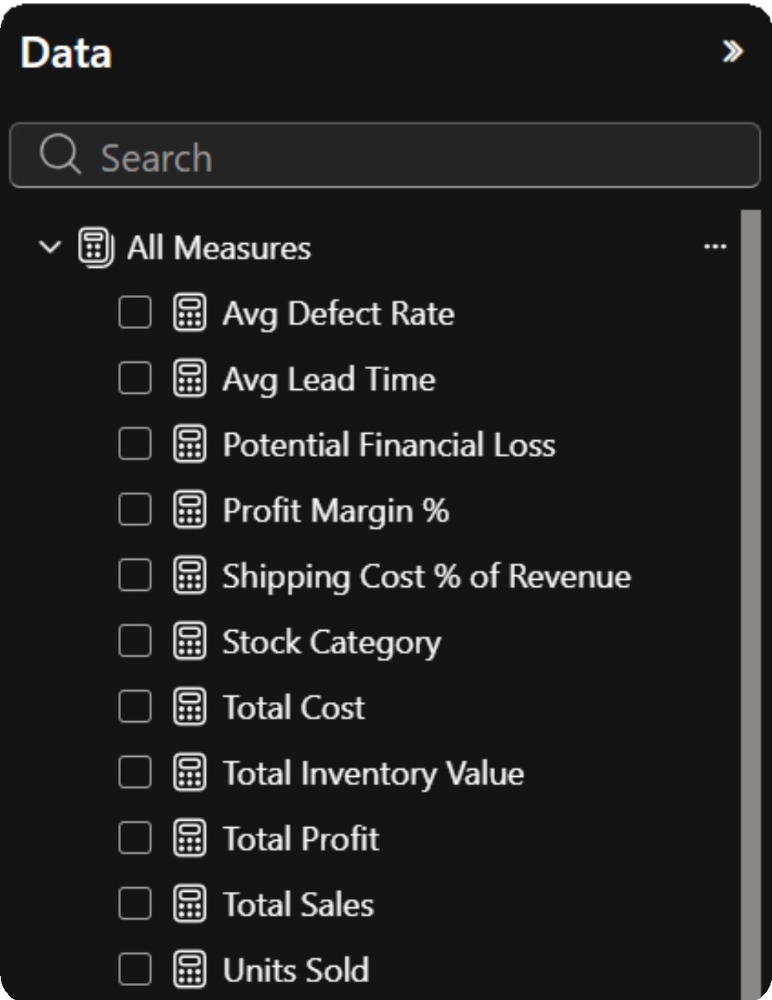 Data
Search
All Measures
Avg Defect Rate
Avg Lead Time
Potential Financial Loss
Profit Margin %
Shipping Cost % of Revenue
Stock Category
Total Cost
Total Inventory Value
Total Profit
Total Sales
Units Sold